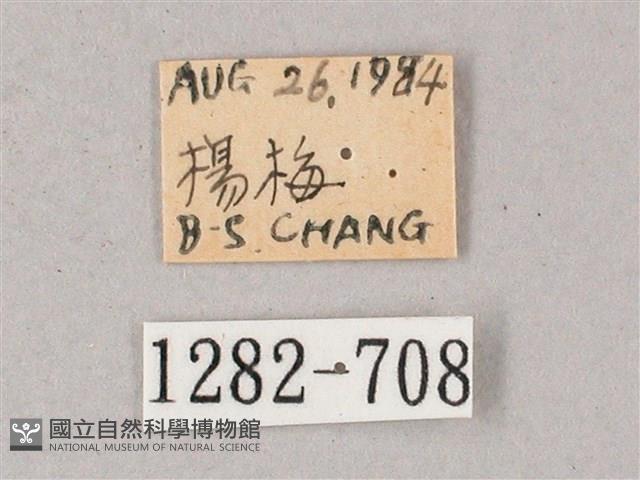 AUG 26, 1984
楊梅
B-S CHANG
1282-708
國立自然科學博物館
NATIONAL MUSEUM OF NATURAL SCIENCE